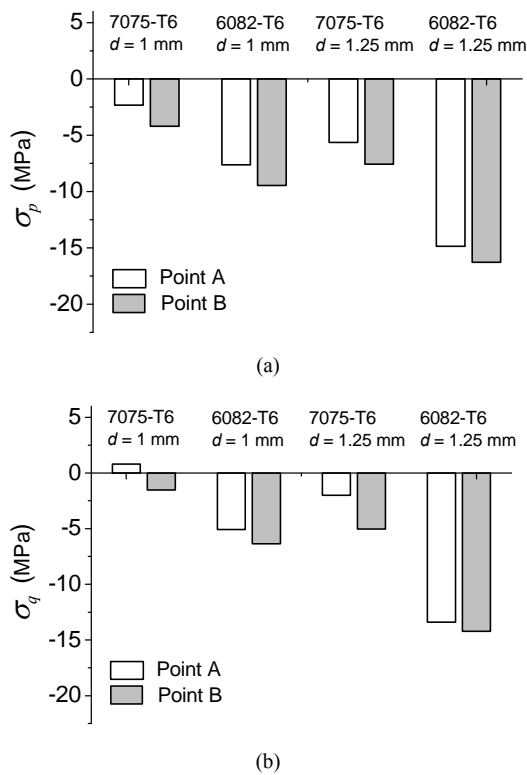 7075-T6 6082-T6 7075-T6 6082-T6
d = 1 mm d = 1 mm d = 1.25 mm d = 1.25 mm
5
0
-5
-10
-15
-20
σp (MPa)
Point A
Point B
(a)
7075-T6 6082-T6 7075-T6 6082-T6
d = 1 mm d = 1 mm d = 1.25 mm d = 1.25 mm
5
0
-5
-10
-15
-20
σq (MPa)
Point A
Point B
(b)